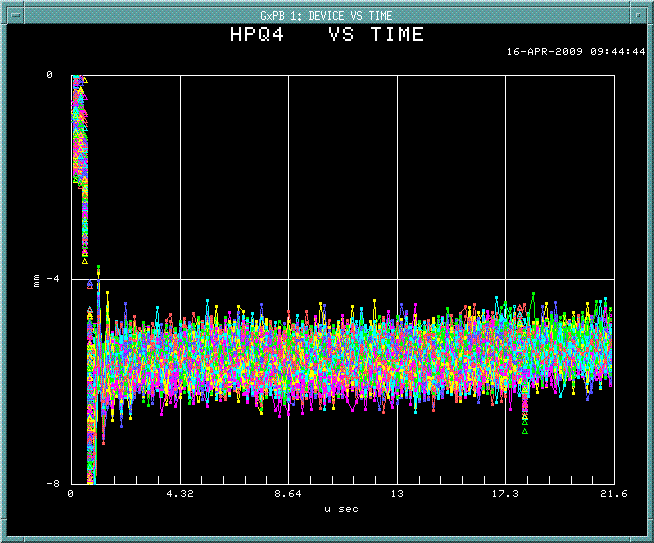 GxPB 1: DEVICE VS TIME
HPQ4 VS TIME
16-APR-2009 09:44:44
0
mm -4
-8
0 4.32 8.64 13 17.3 21.6
u sec